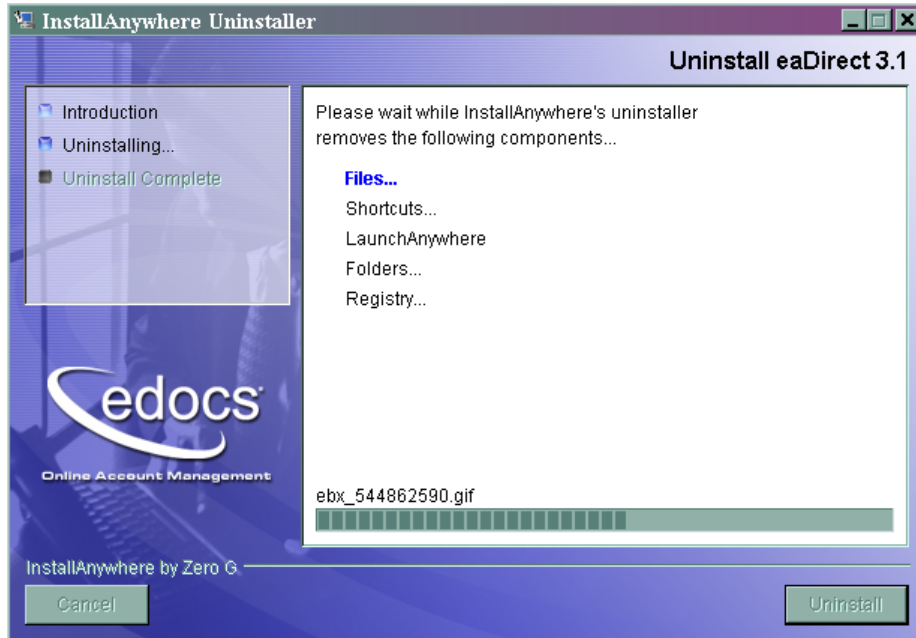 InstallAnywhere Uninstaller
Uninstall eaDirect 3.1
Introduction
Uninstalling...
Uninstall Complete
Please wait while InstallAnywhere's uninstaller
removes the following components...
Files...
Shortcuts...
LaunchAnywhere
Folders...
Registry...
edocs
Online Account Management
ebx_544862590.gif
InstallAnywhere by Zero G
Cancel
Uninstall